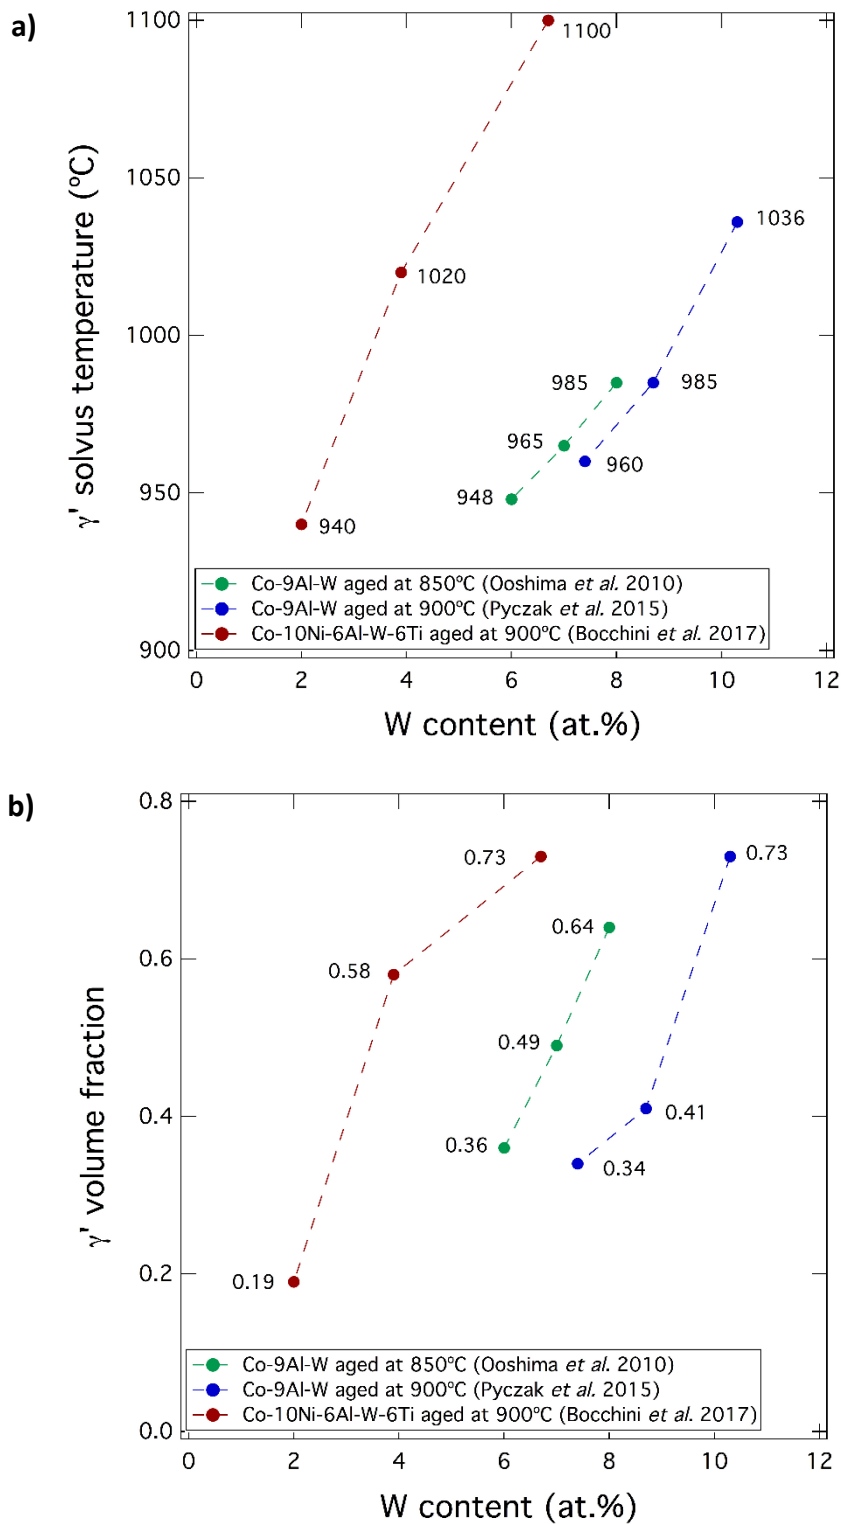 a)
1100
1050
1000
950
900
γ' solvus temperature (ºC)
1100
1020
940
948
965
985
960
985
1036
Co-9Al-W aged at 850ºC (Ooshima et al. 2010)
Co-9Al-W aged at 900ºC (Pyczak et al. 2015)
Co-10Ni-6Al-W-6Ti aged at 900ºC (Bocchini et al. 2017)
0 2 4 6 8 10 12
W content (at.%)
b)
0.8
0.6
0.4
0.2
0.0
γ' volume fraction
0.73
0.58
0.19
0.64
0.49
0.36
0.73
0.41
0.34
Co-9Al-W aged at 850ºC (Ooshima et al. 2010)
Co-9Al-W aged at 900ºC (Pyczak et al. 2015)
Co-10Ni-6Al-W-6Ti aged at 900ºC (Bocchini et al. 2017)
0 2 4 6 8 10 12
W content (at.%)